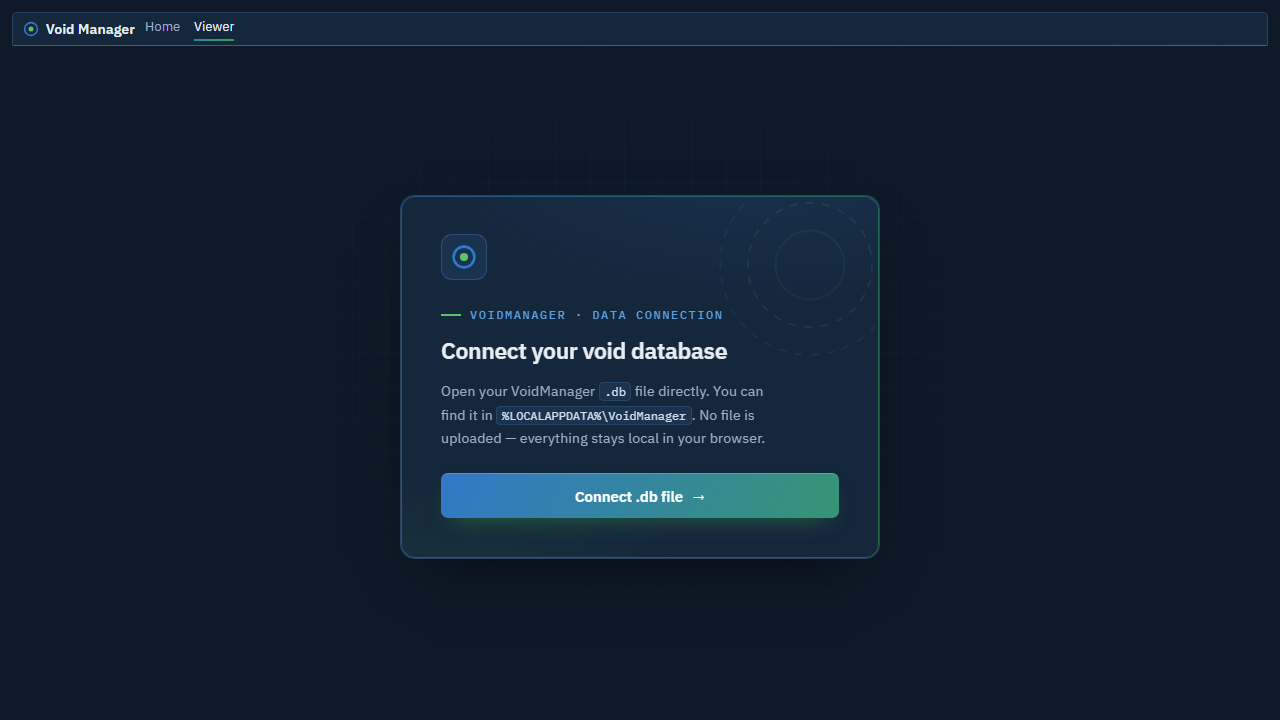 Void Manager Home Viewer
VOIDMANAGER · DATA CONNECTION
Connect your void database
Open your VoidManager .db file directly. You can
find it in %LOCALAPPDATA%\VoidManager. No file is
uploaded — everything stays local in your browser.
Connect .db file →